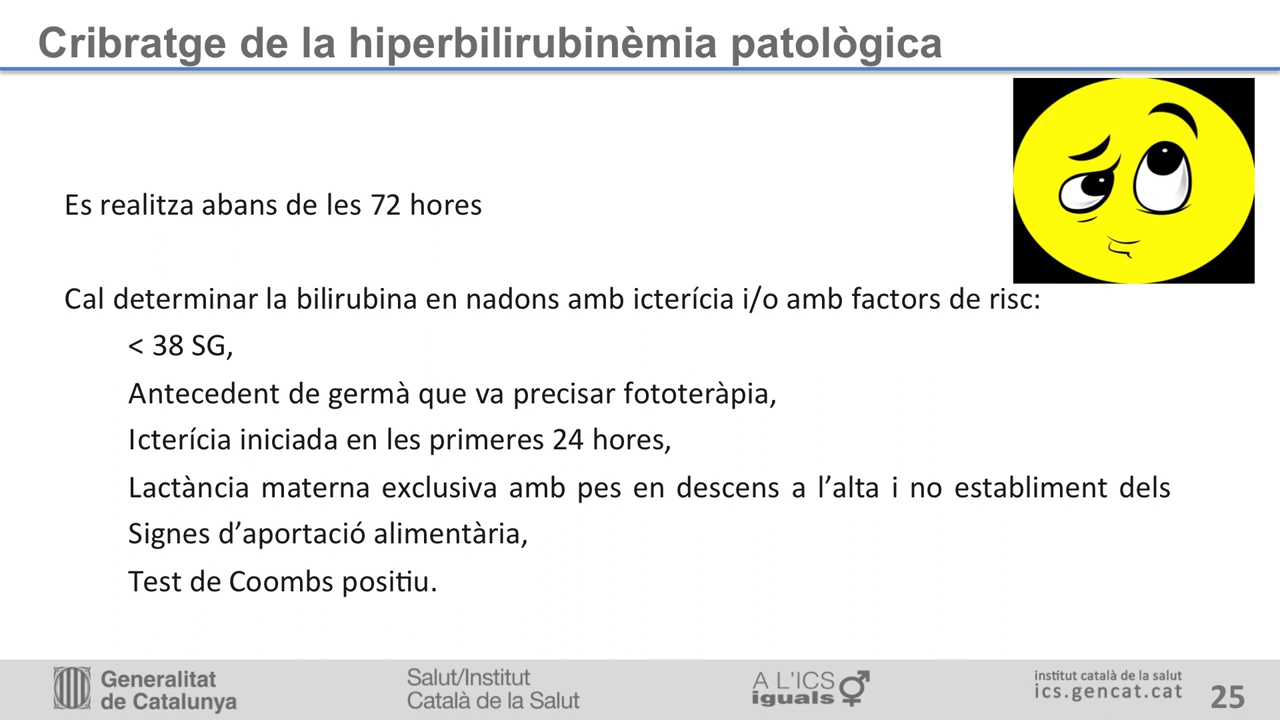 Cribratge de la hiperbilirubinèmia patològica
Es realitza abans de les 72 hores
Cal determinar la bilirubina en nadons amb icterícia i/o amb factors de risc:
< 38 SG,
Antecedent de germà que va precisar fototeràpia,
Icterícia iniciada en les primeres 24 hores,
Lactància materna exclusiva amb pes en descens a l’alta i no establiment dels
Signes d’aportació alimentària,
Test de Coombs positiu.
Generalitat
de Catalunya
Salut/Institut
Català de la Salut
A L'ICS
iguals
institut català de la salut
ics.gencat.cat
25